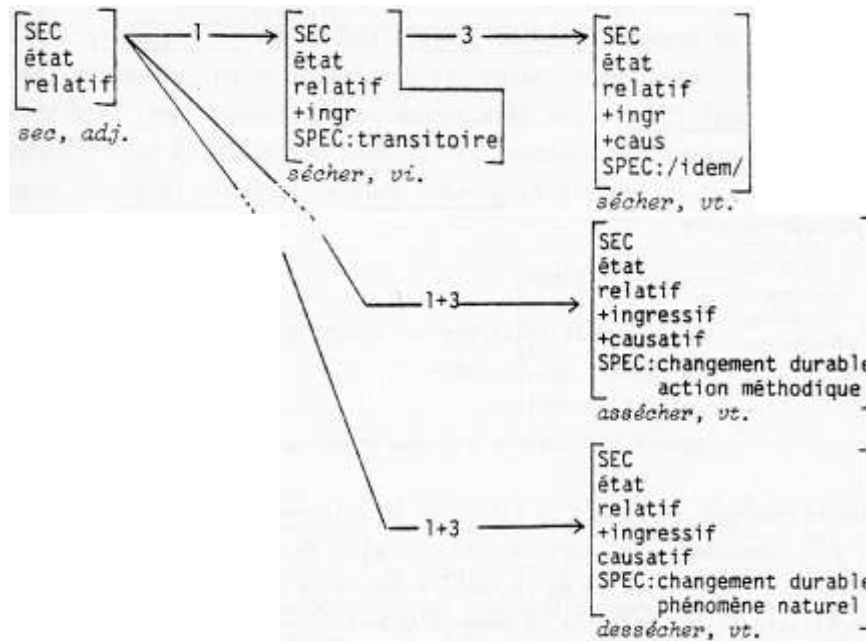 SEC
état
relatif
sec, adj.
1
SEC
état
relatif
+ingr
SPEC:transitoire
sécher, vi.
3
SEC
état
relatif
+ingr
+caus
SPEC:/idem/
sécher, vt.
1+3
SEC
état
relatif
+ingressif
+causatif
SPEC:changement durable
action méthodique
assécher, vt.
1+3
SEC
état
relatif
+ingressif
causatif
SPEC:changement durable
phénomène naturel
dessécher, vt.